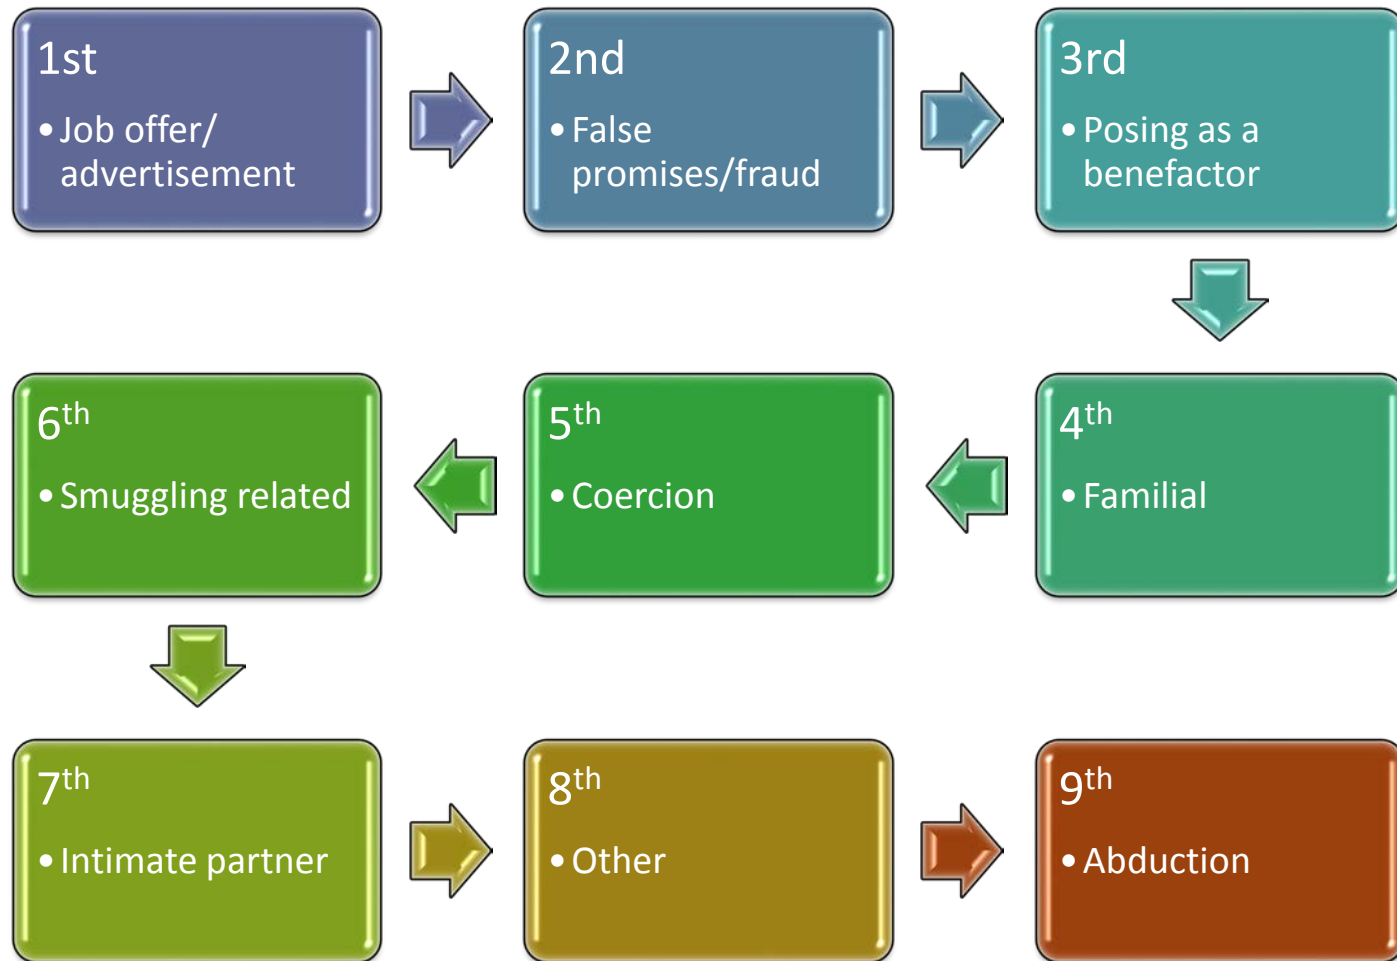 1st
• Job offer/
advertisement
2nd
• False
promises/fraud
3rd
• Posing as a
benefactor
4th
• Familial
5th
• Coercion
6th
• Smuggling related
7th
• Intimate partner
8th
• Other
9th
• Abduction